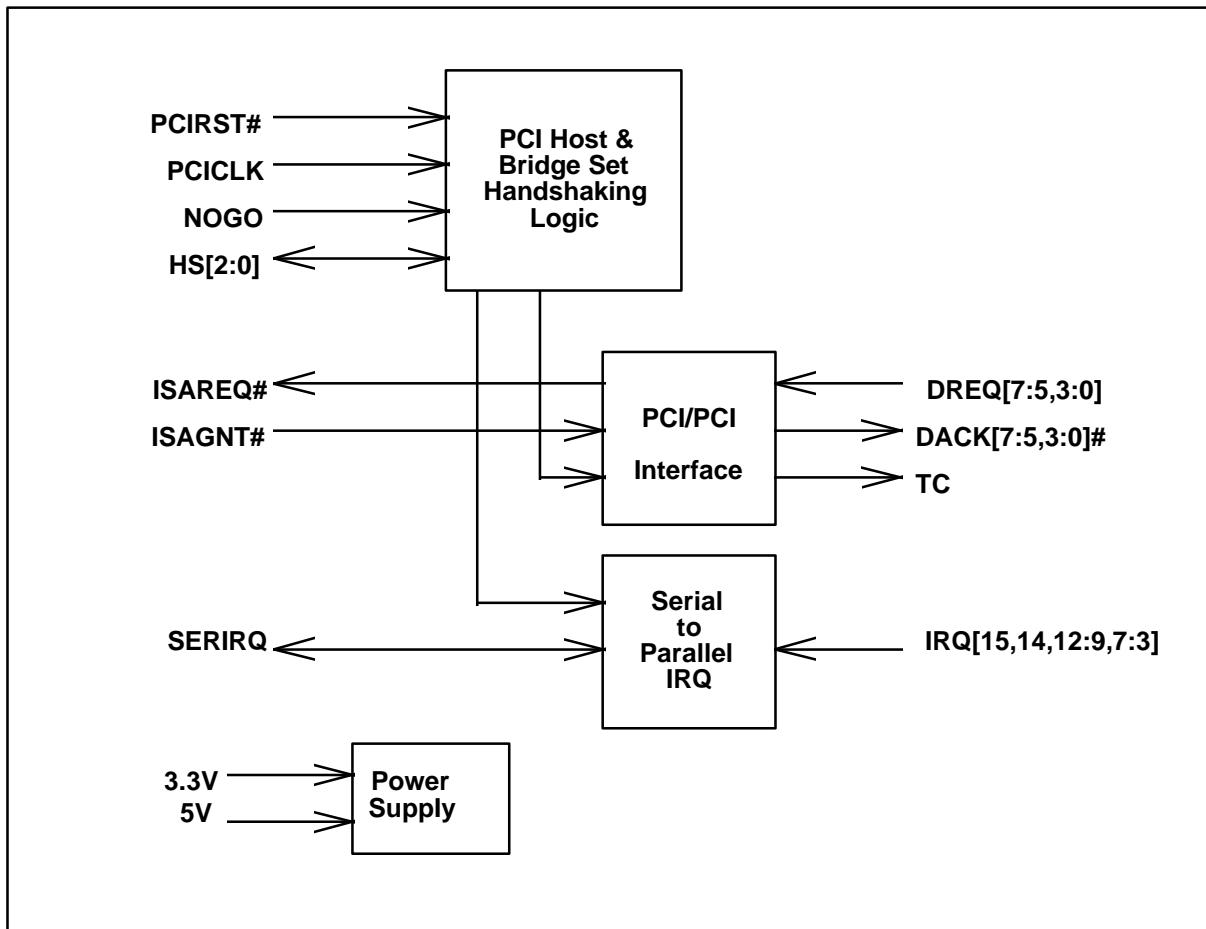 PCIRST#
PCICLK
NOGO
HS[2:0]
PCI Host &
Bridge Set
Handshaking
Logic
ISAREQ#
ISAGNT#
PCI/PCI
Interface
DREQ[7:5,3:0]
DACK[7:5,3:0]#
TC
SERIRQ
Serial
to
Parallel
IRQ
IRQ[15,14,12:9,7:3]
3.3V
5V
Power
Supply